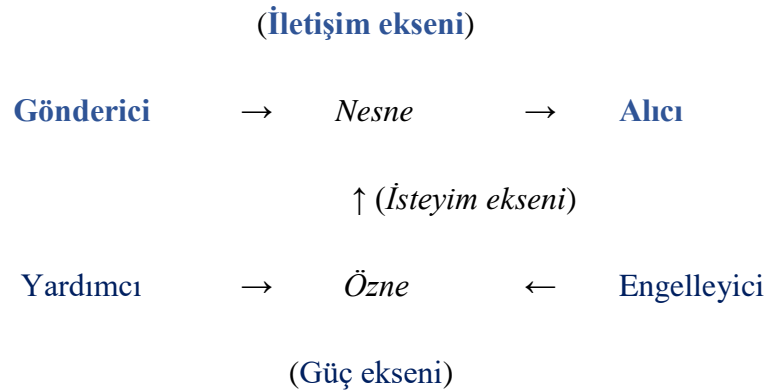 (İletişim ekseni)
Gönderici → Nesne → Alıcı
↑ (İsteyim ekseni)
Yardımcı → Özne ← Engelleyici
(Güç ekseni)